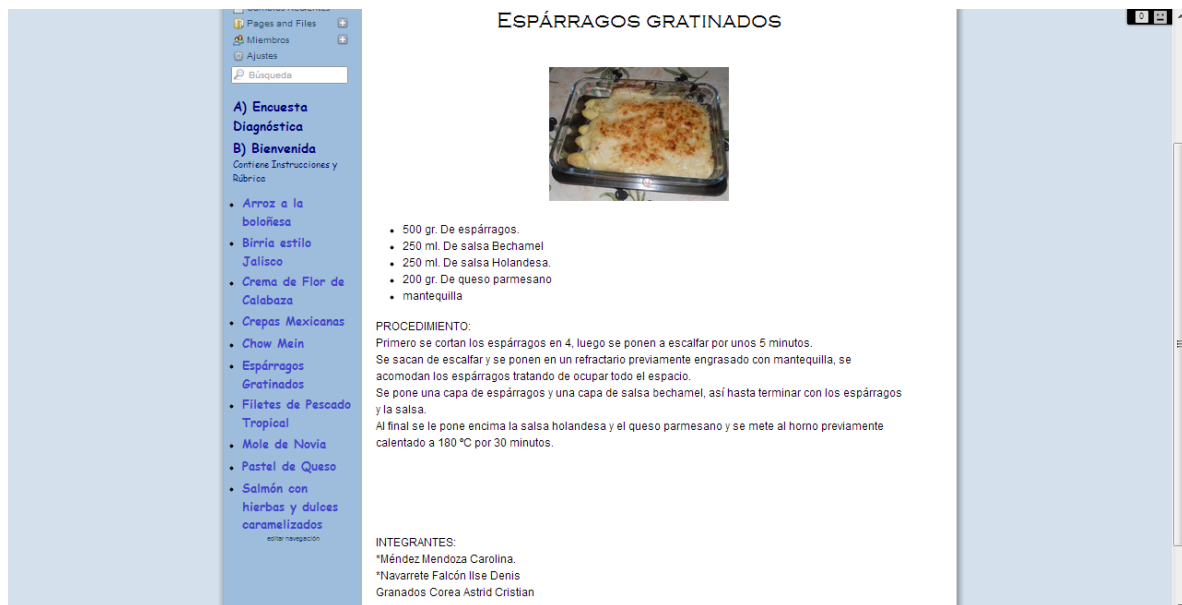 Cambios Recientes
Pages and Files
Miembros
Ajustes
Búsqueda
A) Encuesta
Diagnóstica
B) Bienvenida
Contiene Instrucciones y
Rúbrica
Arroz a la
boloñesa
Birria estilo
Jalisco
Crema de Flor de
Calabaza
Crepas Mexicanas
Chow Mein
Espárragos
Gratinados
Filetes de Pescado
Tropical
Mole de Novia
Pastel de Queso
Salmón con
hierbas y dulces
caramelizados
editar navegación
ESPÁRRAGOS GRATINADOS
500 gr. De espárragos.
250 ml. De salsa Bechamel
250 ml. De salsa Holandesa.
200 gr. De queso parmesano
mantequilla
PROCEDIMIENTO:
Primero se cortan los espárragos en 4, luego se ponen a escalfar por unos 5 minutos.
Se sacan de escalfar y se ponen en un refractario previamente engrasado con mantequilla, se
acomodan los espárragos tratando de ocupar todo el espacio.
Se pone una capa de espárragos y una capa de salsa bechamel, así hasta terminar con los espárragos
y la salsa.
Al final se le pone encima la salsa holandesa y el queso parmesano y se mete al horno previamente
calentado a 180 ºC por 30 minutos.
INTEGRANTES:
*Méndez Mendoza Carolina.
*Navarrete Falcón Ilse Denis
Granados Corea Astrid Cristian
0